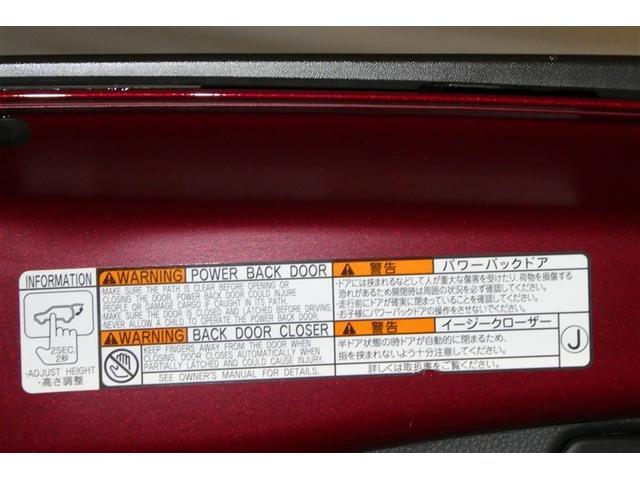 INFORMATION
2SEC.
2秒
·ADJUST HEIGHT
·高さ調整
WARNING POWER BACK DOOR
MAKE SURE THE PATH IS CLEAR BEFORE OPENING OR
CLOSING THE DOOR. POWER BACK DOOR COULD INJURE
PEOPLE OR DAMAGE CARGO IF CAUGHT IN ITS PATH.
·MAKE SURE THE DOOR IS CLOSED AND LATCHED BEFORE DRIVING.
·NEVER ALLOW A CHILD TO OPERATE THE POWER BACK DOOR.
警告 パワーバックドア
·ドアには挟まれるなどして人が重大な傷害を受けたり、荷物を損傷する
恐れがあるため開閉時は周囲の状況を必ず確認してください。
·走行前にドアが確実に閉まっていることを確認してください。
·お子様にパワーバックドアの操作をさせないでください。
WARNING BACK DOOR CLOSER
KEEP FINGERS AWAY FROM THE DOOR WHEN
CLOSING. DOOR CLOSES AUTOMATICALLY WHEN
PARTIALLY LATCHED AND COULD CAUSE INJURY.
SEE OWNER'S MANUAL FOR DETAILS.
警告 イージークローザー
半ドア状態の時ドアが自動的に閉まるため、
指を挟まれないよう十分注意してください。
詳しくは取扱書をご覧ください。
J